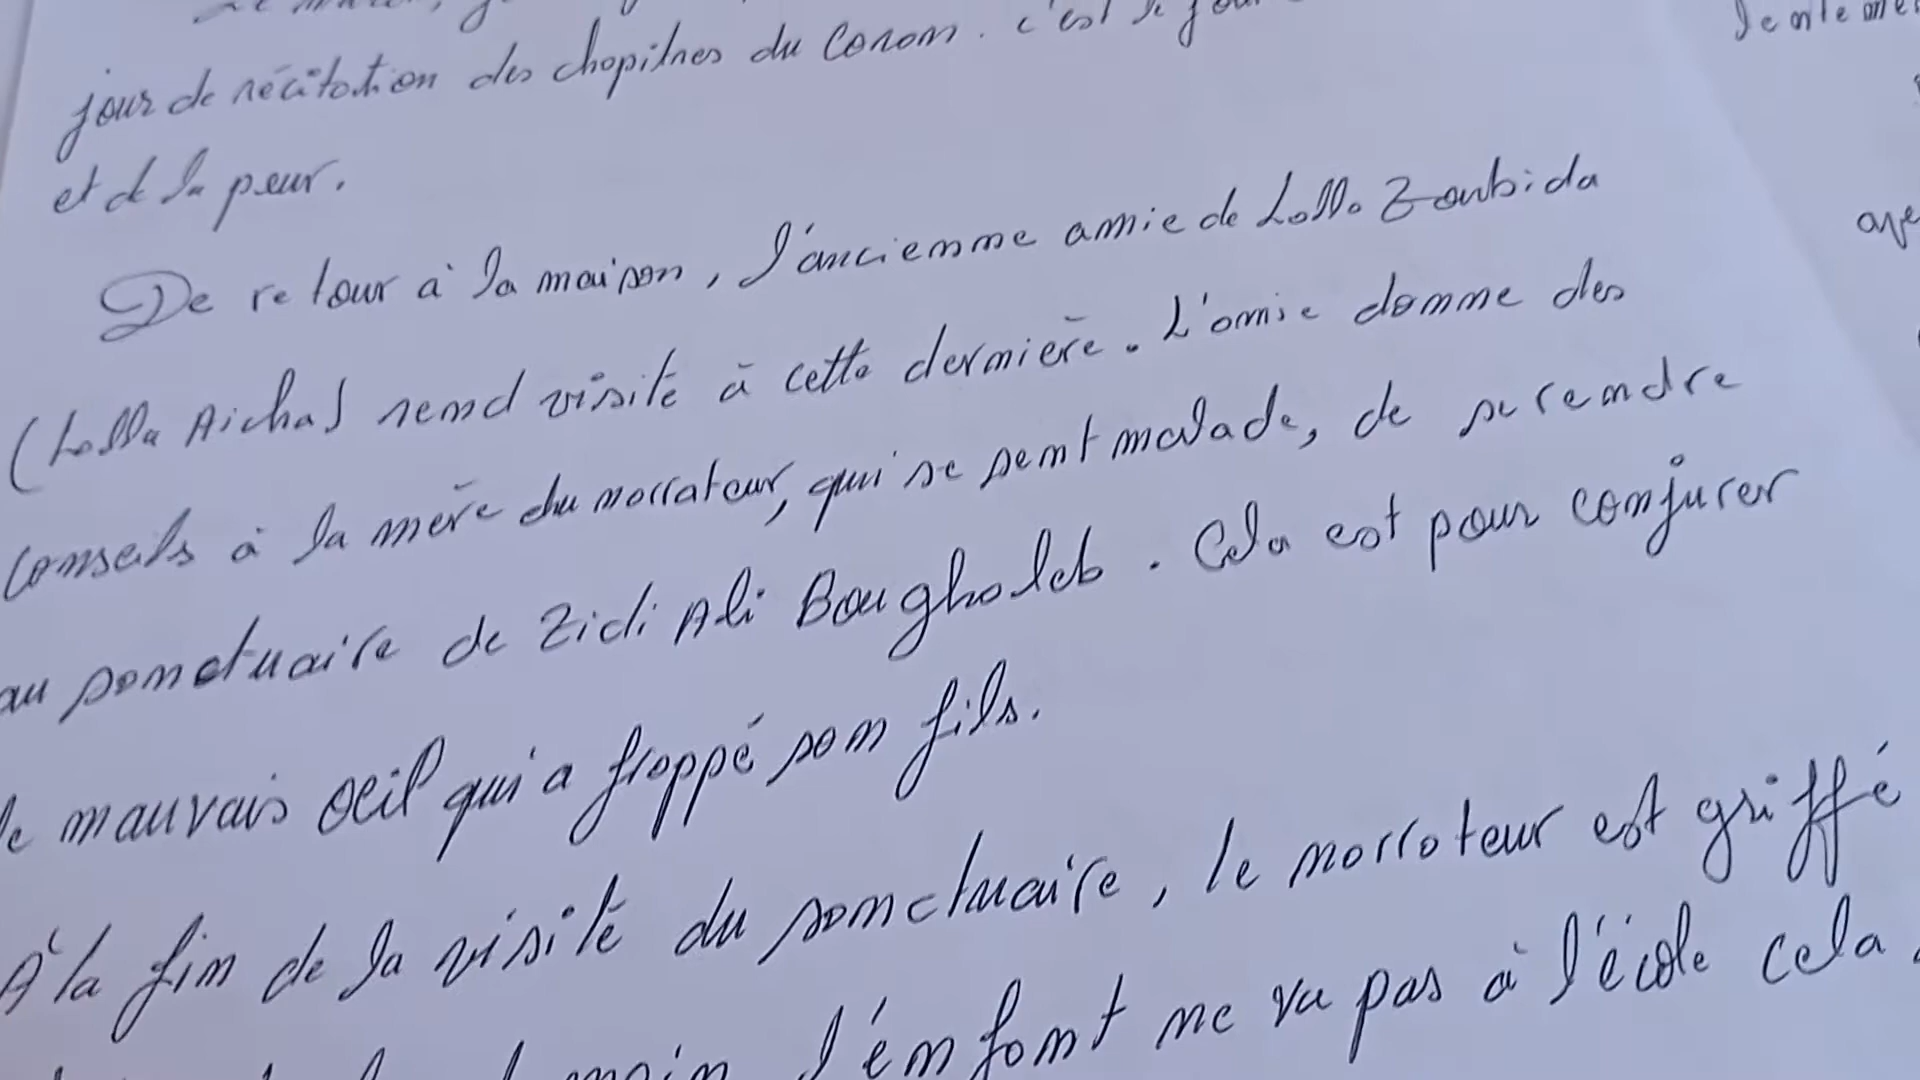 jour de récitation des chapitres du Coran. c'est le jour
et d la peur.
De retour à la maison, l'ancienne amie de Lalla Zoubida
(Lalla Aicha) rend visite à cette dernière. L'amie donne des
conseils à la mère du narrateur, qui se sent malade, de se rendre
au sanctuaire de Zidi Ali Boughaleb. Cela est pour conjurer
le mauvais oeil qui a frappé son fils.
À la fin de la visite du sanctuaire, le narrateur est griffé
l'enfant ne va pas à l'école cela